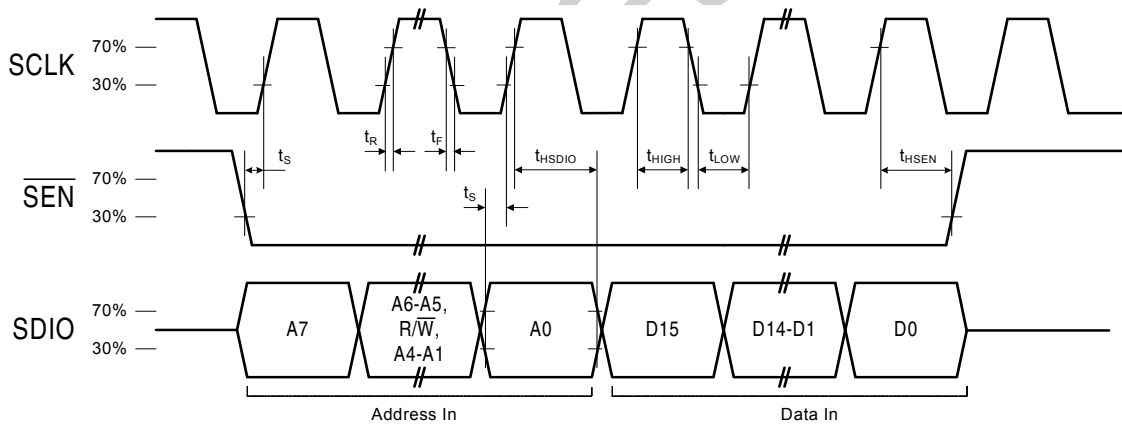 SCLK
70%
30%
tR
tF
tS
tHSDIO
tHIGH
tLOW
tHSEN
SEN
70%
30%
tS
SDIO
70%
30%
A7
A6-A5,
R/W,
A4-A1
A0
D15
D14-D1
D0
Address In
Data In